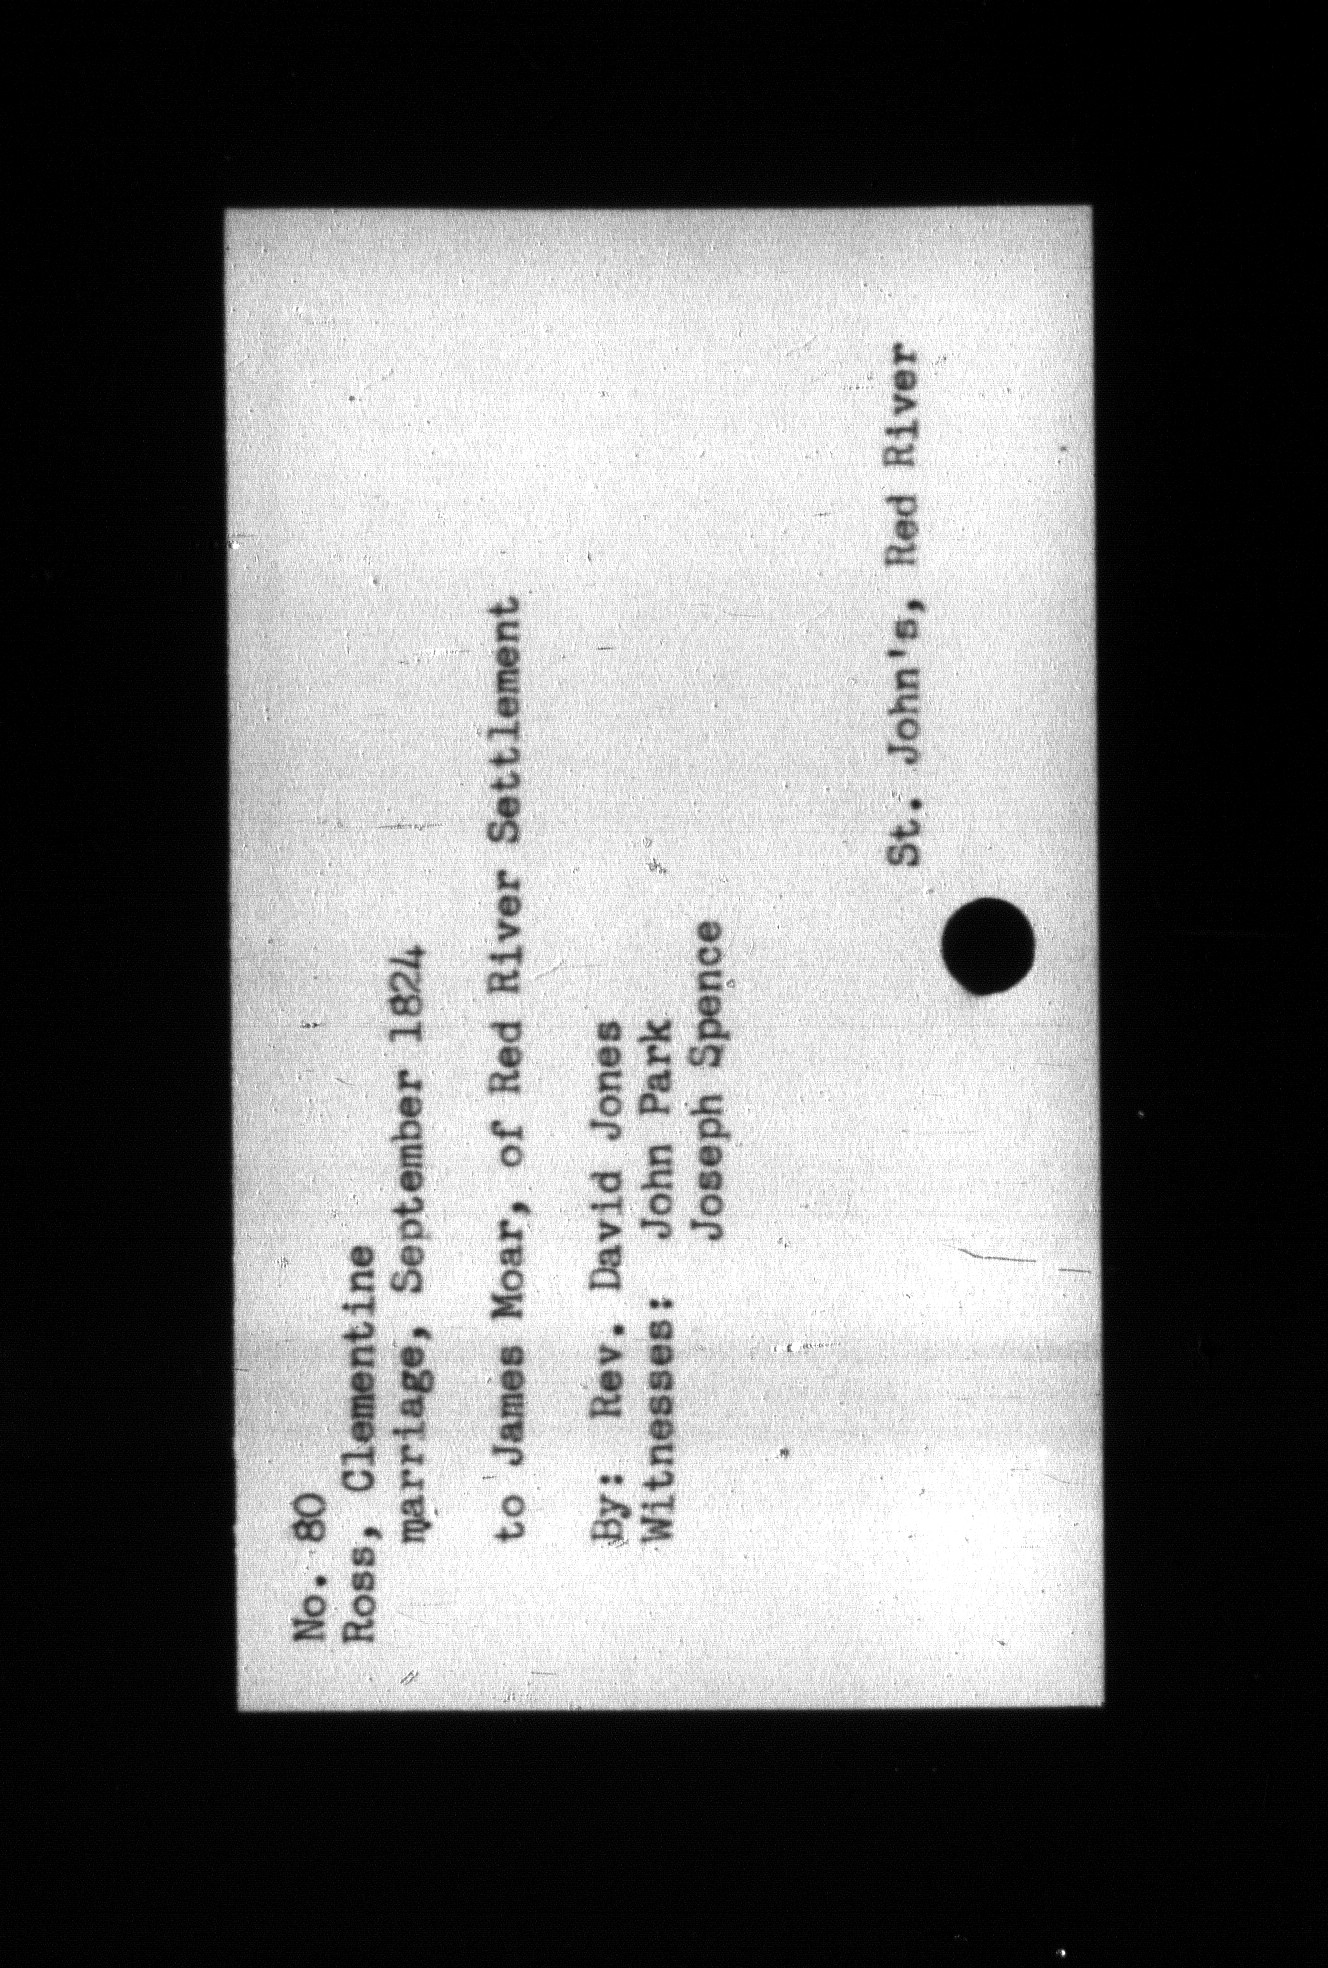 No. 80
Ross, Clementine
marriage, September 1824
to James Moar, of Red River Settlement
By: Rev. David Jones
Witnesses: John Park
Joseph Spence
St. John's, Red River